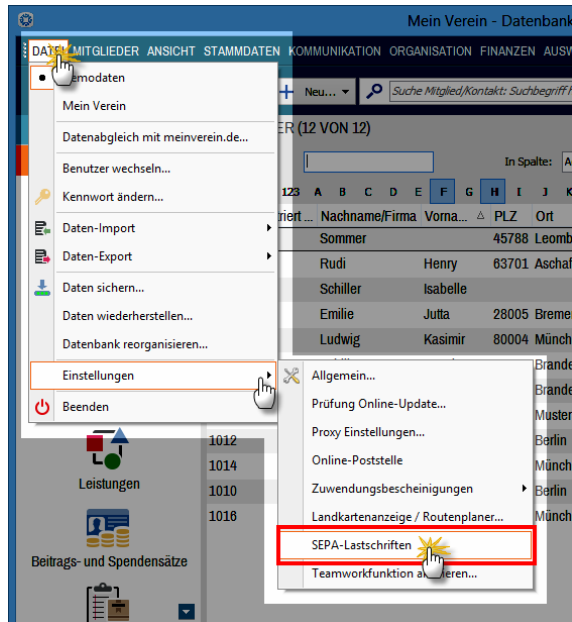 Mein Verein - Datenbank
MITGLIEDER ANSICHT STAMMDATEN KOMMUNIKATION ORGANISATION FINANZEN
Neu... Suche Mitglied/Kontakt:
Mein Verein
(12 VON 12)
Datenabgleich mit meinverein.de...
Benutzer wechseln...
In Spalte:
Kennwort ändern...
123 A B C D E F G H I J K
Daten-Import
Nachname/Firma Vorna... PLZ Ort
Sommer 45788
Daten-Export
Rudi Henry 63701
Daten sichern...
Schiller Isabelle
Daten wiederherstellen...
Emilie Jutta 28005
Datenbank reorganisieren...
Ludwig Kasimir 80004
Einstellungen
Allgemein...
Beenden
Prüfung Online-Update...
Proxy Einstellungen...
1012 Berlin
Online-Poststelle
1014
Leistungen
Zuwendungsbescheinigungen
1010 Berlin
1016
Landkartenanzeige / Routenplaner...
SEPA-Lastschriften
Beitrags- und Spendensätze
Teamworkfunktion